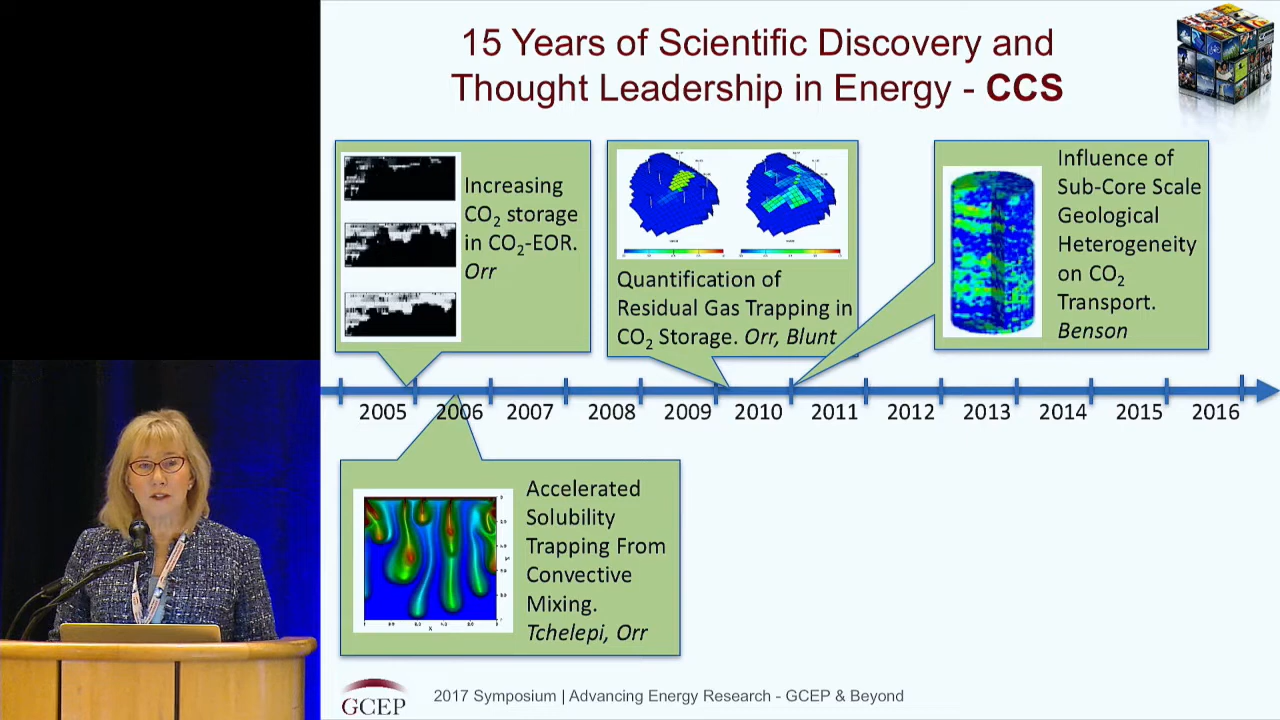 15 Years of Scientific Discovery and
Thought Leadership in Energy - CCS
Increasing
CO2 storage
in CO2-EOR.
Orr
Quantification of
Residual Gas Trapping in
CO2 Storage. Orr, Blunt
Influence of
Sub-Core Scale
Geological
Heterogeneity
on CO2
Transport.
Benson
2005 2006 2007 2008 2009 2010 2011 2012 2013 2014 2015 2016
Accelerated
Solubility
Trapping From
Convective
Mixing.
Tchelepi, Orr
GCEP
2017 Symposium | Advancing Energy Research - GCEP & Beyond